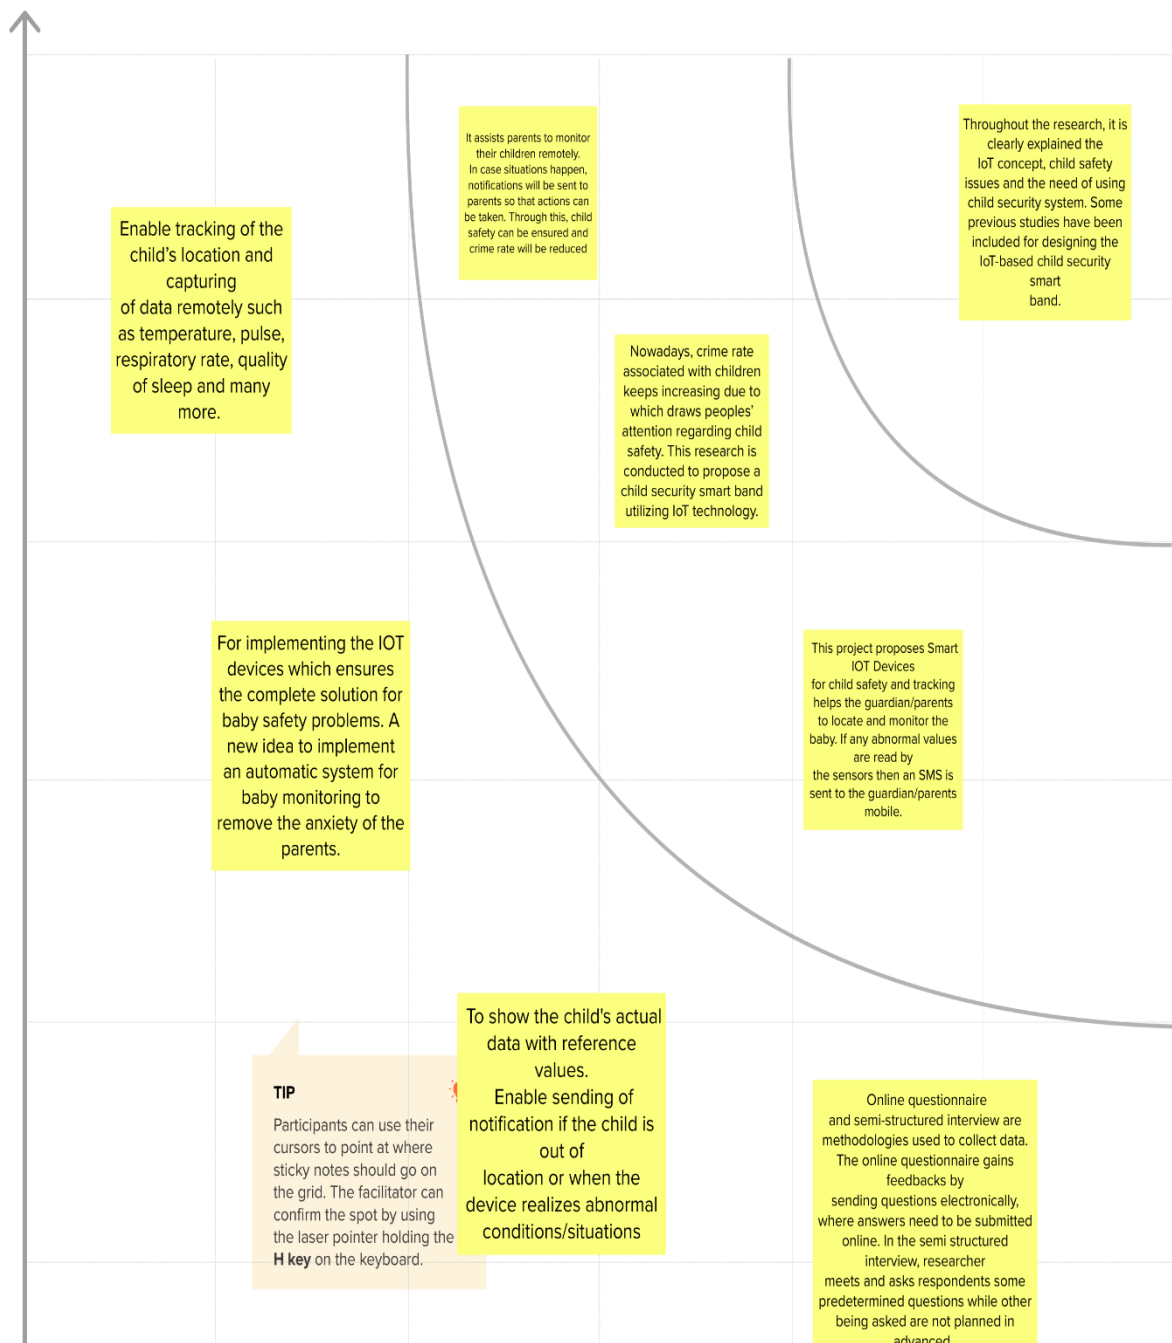 It assists parents to monitor
their children remotely.
In case situations happen,
notifications will be sent to
parents so that actions can
be taken. Through this, child
safety can be ensured and
crime rate will be reduced
Throughout the research, it is
clearly explained the
IoT concept, child safety
issues and the need of using
child security system. Some
previous studies have been
included for designing the
IoT-based child security
smart
band.
Enable tracking of the
child’s location and
capturing
of data remotely such
as temperature, pulse,
respiratory rate, quality
of sleep and many
more.
Nowadays, crime rate
associated with children
keeps increasing due to
which draws peoples’
attention regarding child
safety. This research is
conducted to propose a
child security smart band
utilizing IoT technology.
For implementing the IOT
devices which ensures
the complete solution for
baby safety problems. A
new idea to implement
an automatic system for
baby monitoring to
remove the anxiety of the
parents.
This project proposes Smart
IOT Devices
for child safety and tracking
helps the guardian/parents
to locate and monitor the
baby. If any abnormal values
are read by
the sensors then an SMS is
sent to the guardian/parents
mobile.
To show the child's actual
data with reference
values.
Enable sending of
notification if the child is
out of
location or when the
device realizes abnormal
conditions/situations
TIP
Participants can use their
cursors to point at where
sticky notes should go on
the grid. The facilitator can
confirm the spot by using
the laser pointer holding the
H key on the keyboard.
Online questionnaire
and semi-structured interview are
methodologies used to collect data.
The online questionnaire gains
feedbacks by
sending questions electronically,
where answers need to be submitted
online. In the semi structured
interview, researcher
meets and asks respondents some
predetermined questions while other
being asked are not planned in
advanced